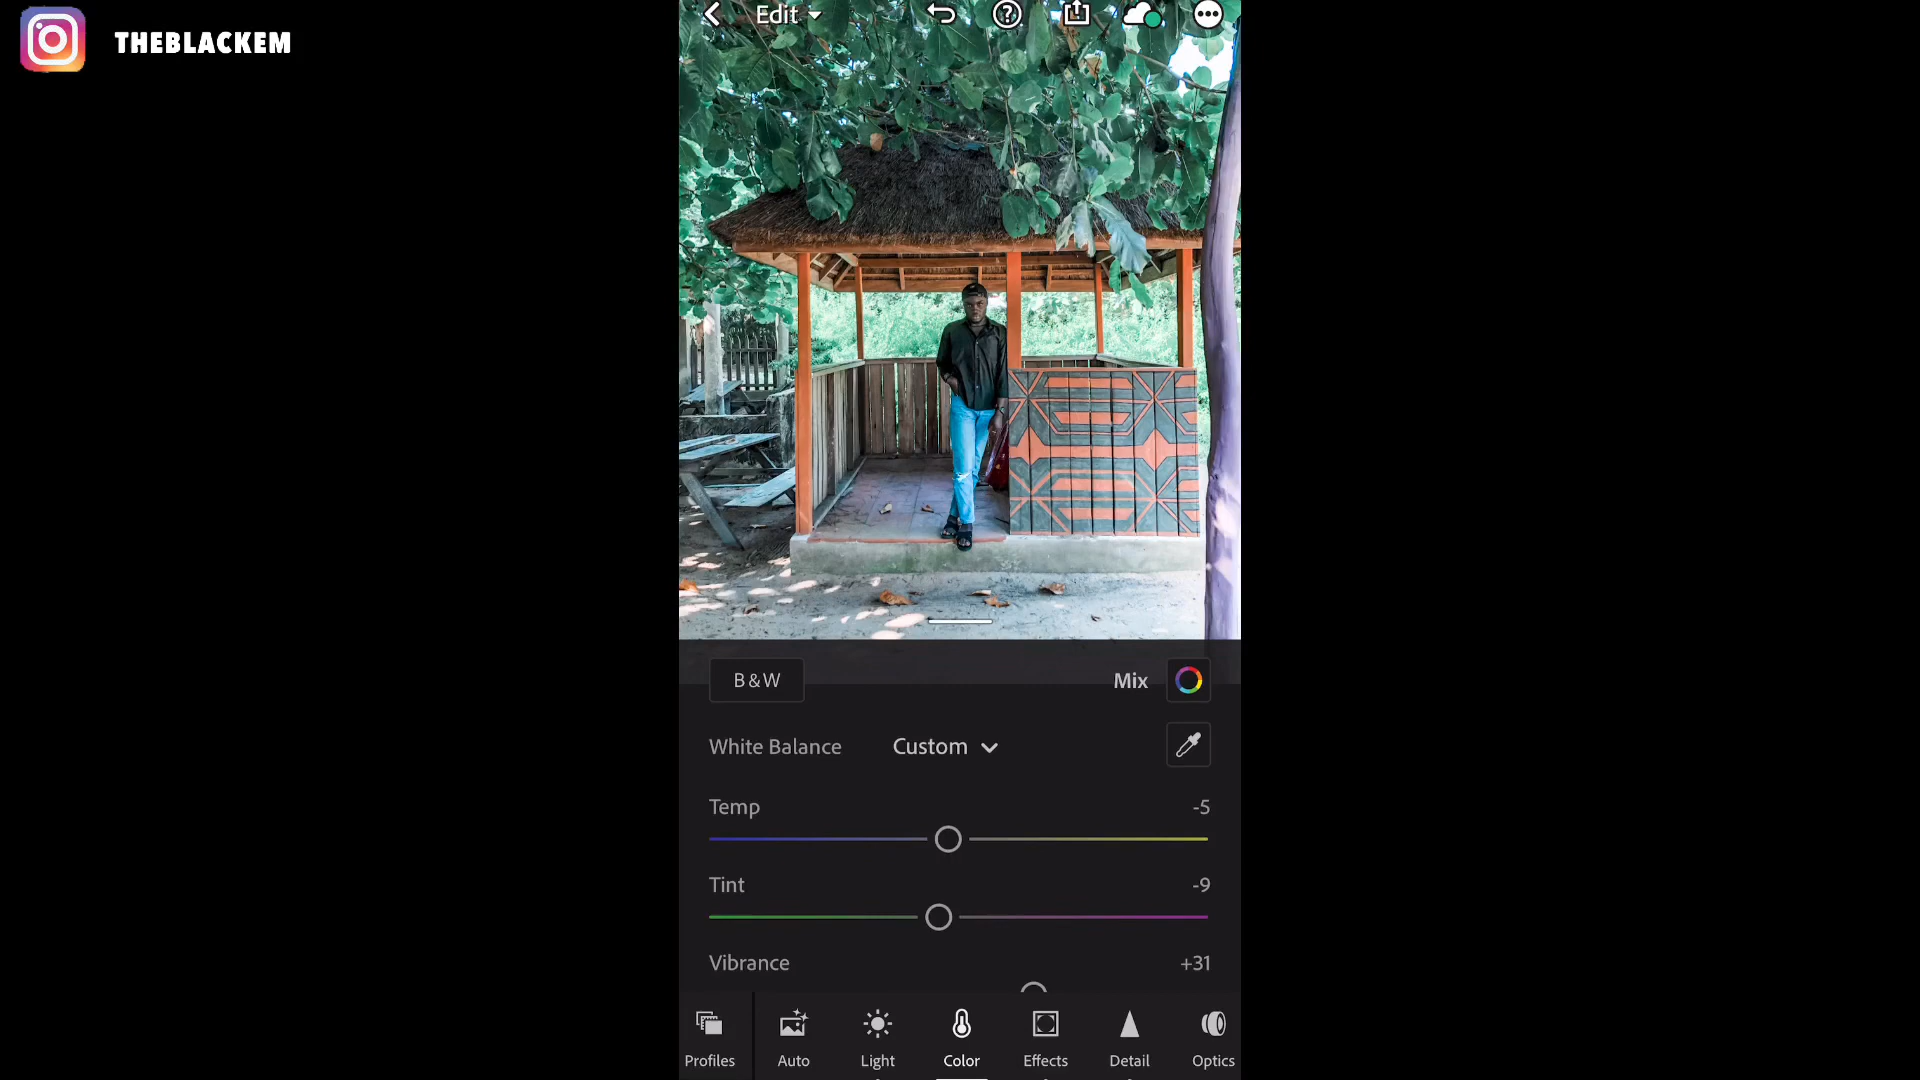 THEBLACKEM
Edit
B&W
Mix
White Balance
Custom
Temp
-5
Tint
-9
Vibrance
+31
Profiles
Auto
Light
Color
Effects
Detail
Optics